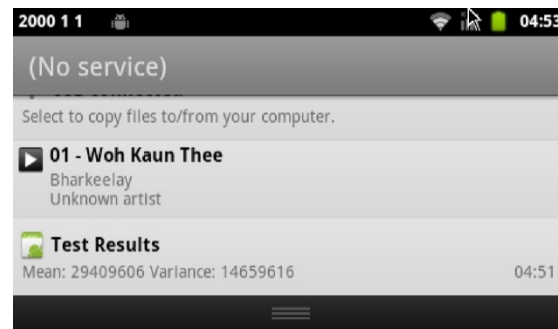 2000 1 1 04:53
(No service)
Select to copy files to/from your computer.
01 - Woh Kaun Thee
Bharkeelay
Unknown artist
Test Results
Mean: 29409606 Variance: 14659616 04:51